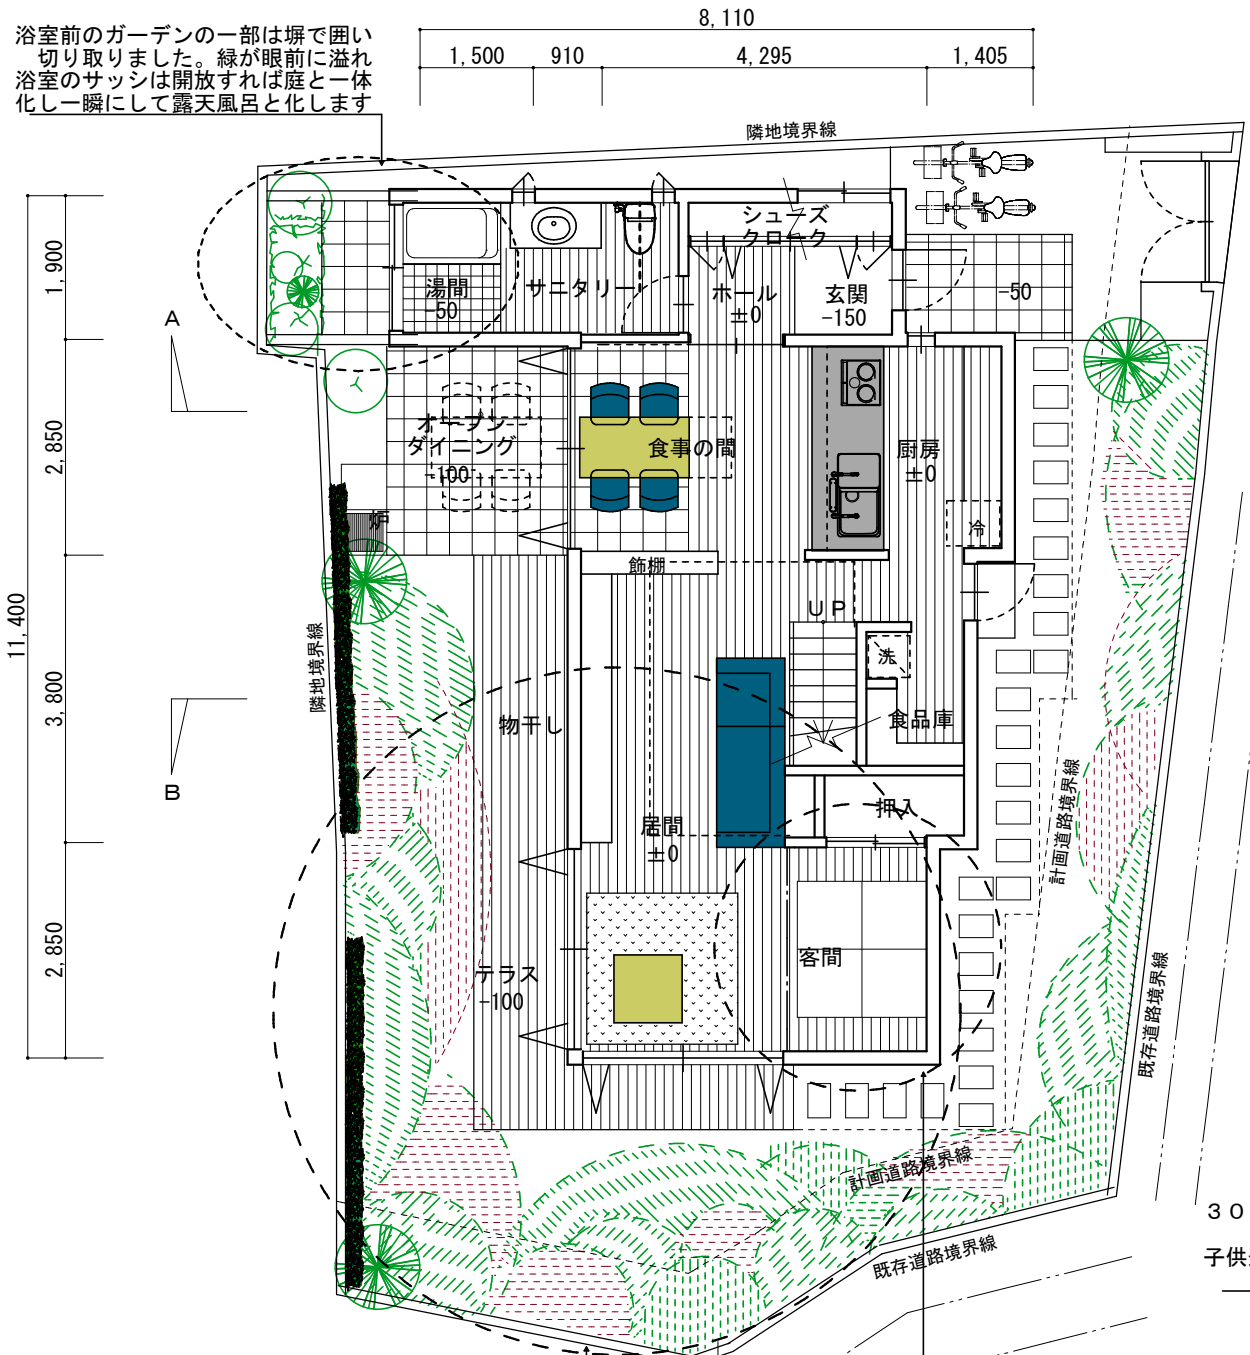 浴室前のガーデンの一部は塀で囲い
切り取りました。緑が眼前に溢れ
浴室のサッシは開放すれば庭と一体
化し一瞬にして露天風呂と化します
8,110
1,500 910 4,295 1,405
隣地境界線
シューズ
クローク
湯間
-50
サニタリー
ホール
±0
玄関
-150
-50
1,900
A
オープン
ダイニング
-100
食事の間
厨房
±0
2,850
炉
冷
飾棚
UP
11,400
洗
隣地境界線
3,800
物干し
食品庫
B
押入
居間
±0
計画道路境界線
2,850
テラス
-100
客間
既存道路境界線
計画道路境界線
既存道路境界線
30
子供